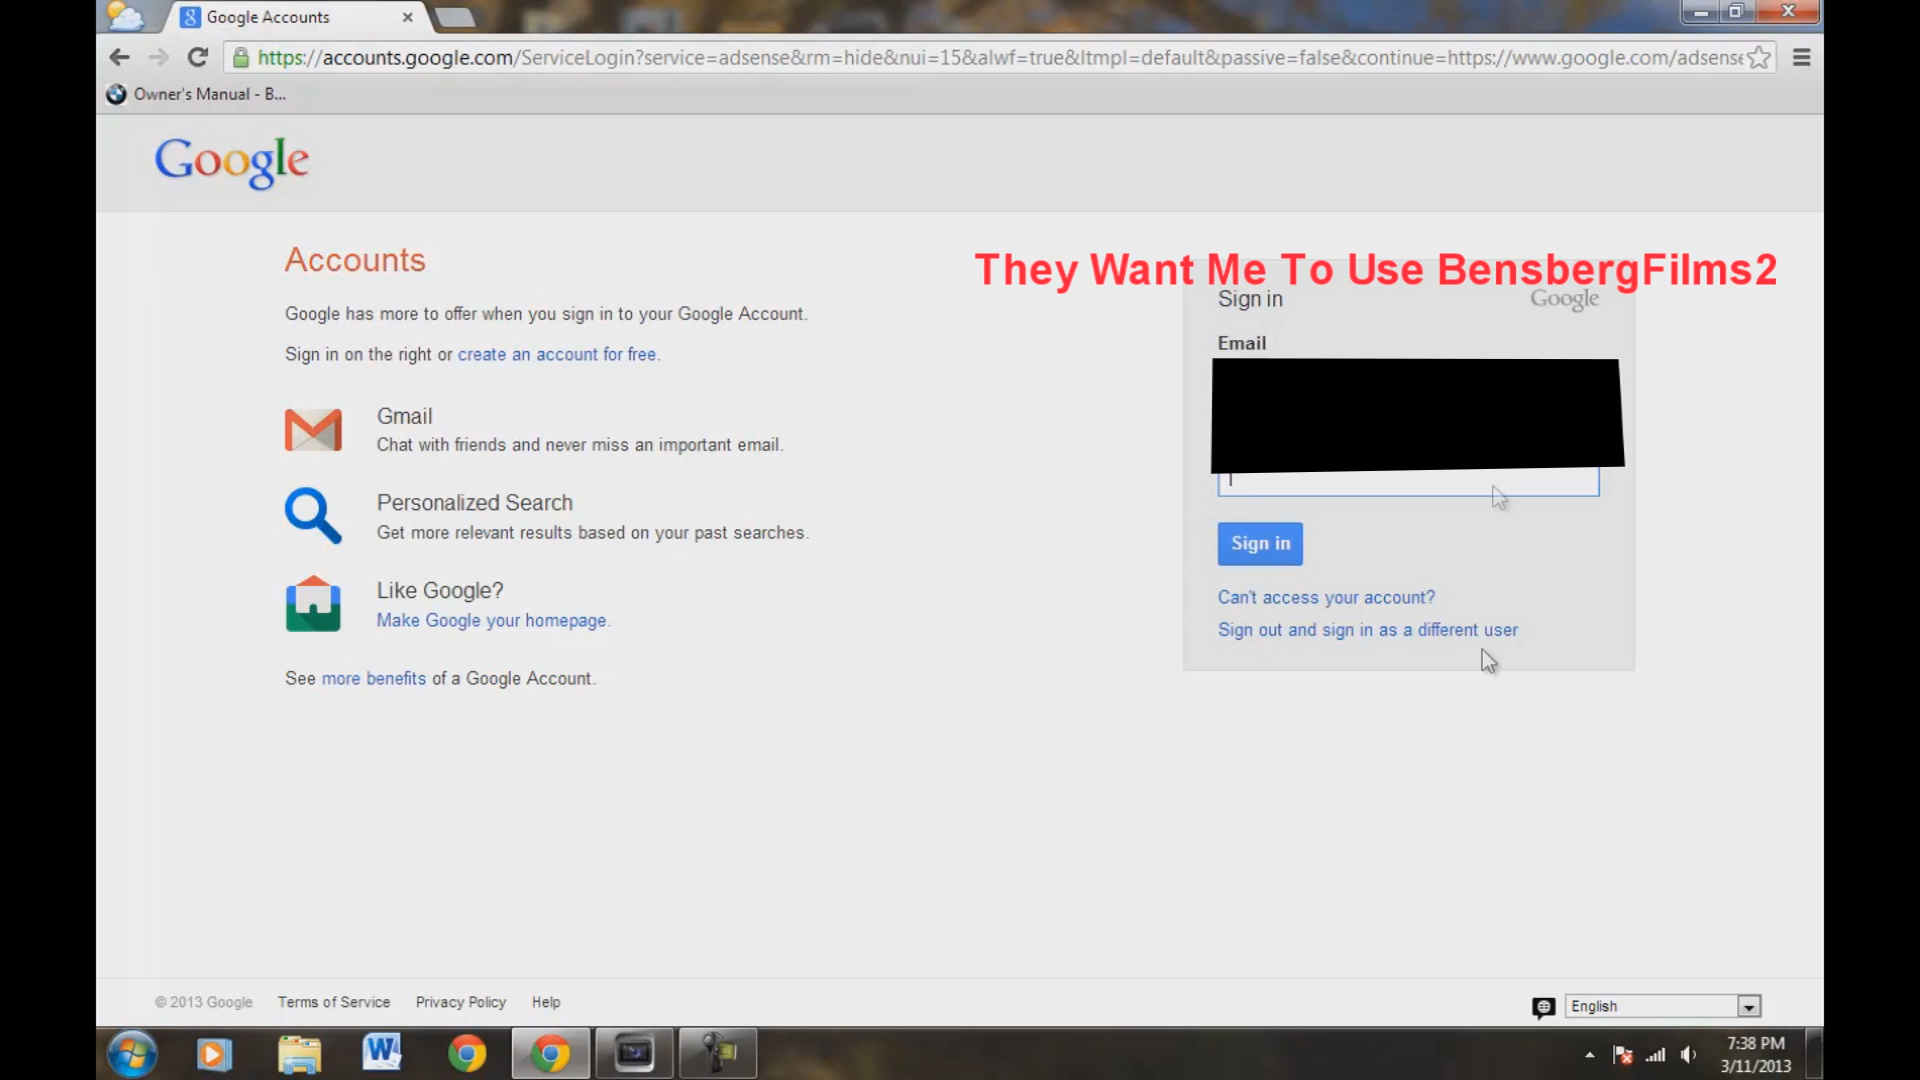 Google Accounts
https://accounts.google.com/ServiceLogin?service=adsense&rm=hide&nui=15&alwf=true&ltmpl=default&passive=false&continue=https://www.google.com/adsense
Owner's Manual - B...
Google
Accounts
They Want Me To Use BensbergFilms2
Google has more to offer when you sign in to your Google Account.
Sign in on the right or create an account for free.
Sign in Google
Email
Gmail
Chat with friends and never miss an important email.
Personalized Search
Get more relevant results based on your past searches.
Like Google?
Make Google your homepage.
See more benefits of a Google Account.
Sign in
Can't access your account?
Sign out and sign in as a different user
© 2013 Google Terms of Service Privacy Policy Help
English
7:38 PM
3/11/2013